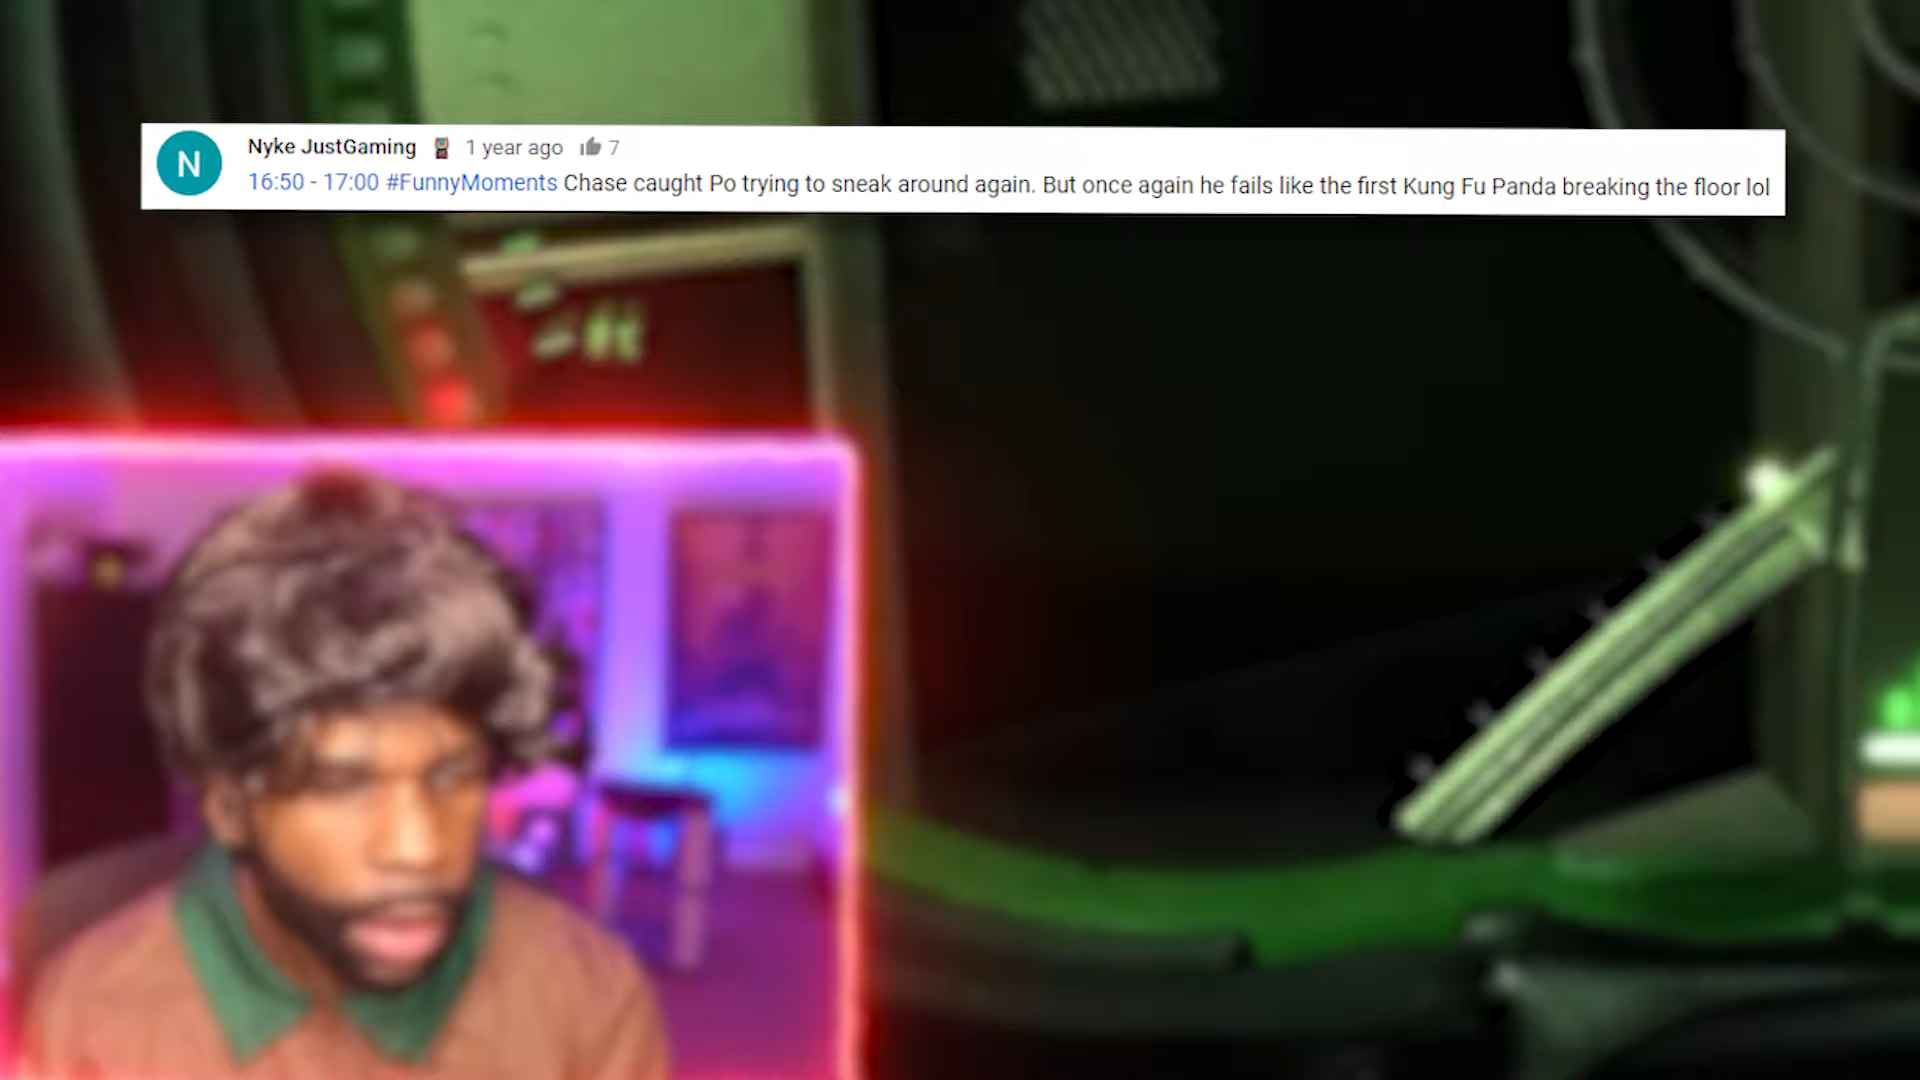 N
Nyke JustGaming 1 year ago 7
16:50 - 17:00 #FunnyMoments Chase caught Po trying to sneak around again. But once again he fails like the first Kung Fu Panda breaking the floor lol